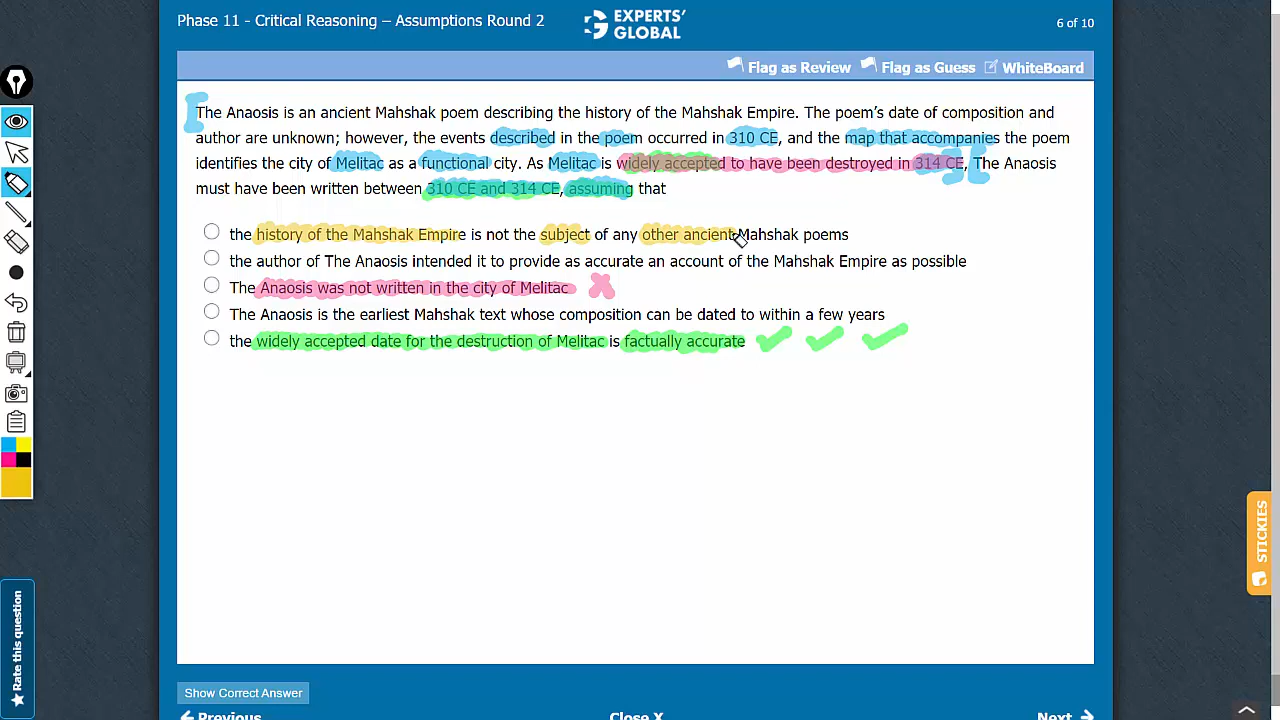 Phase 11 - Critical Reasoning – Assumptions Round 2
EXPERTS'
GLOBAL
6 of 10
Flag as Review
Flag as Guess
WhiteBoard
The Anaosis is an ancient Mahshak poem describing the history of the Mahshak Empire. The poem's date of composition and
author are unknown; however, the events described in the poem occurred in 310 CE, and the map that accompanies the poem
identifies the city of Melitac as a functional city. As Melitac is widely accepted to have been destroyed in 314 CE, The Anaosis
must have been written between 310 CE and 314 CE, assuming that
the history of the Mahshak Empire is not the subject of any other ancient Mahshak poems
the author of The Anaosis intended it to provide as accurate an account of the Mahshak Empire as possible
The Anaosis was not written in the city of Melitac
The Anaosis is the earliest Mahshak text whose composition can be dated to within a few years
the widely accepted date for the destruction of Melitac is factually accurate
STICKIES
Rate this question
Show Correct Answer
Previous
Close X
Next